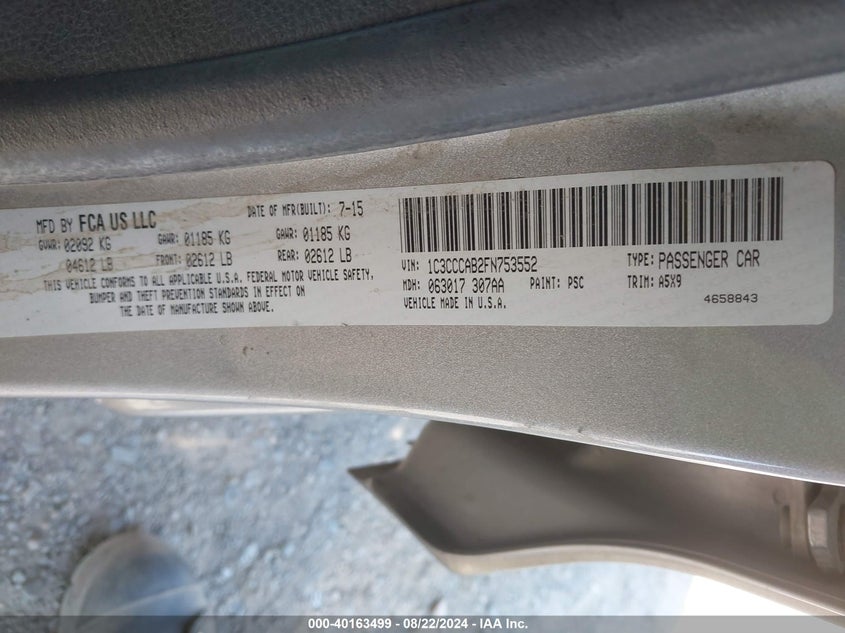 MFD BY FCA US LLC DATE OF MFR(BUILT): 7-15
GVWR: 02092 KG GAWR: 01185 KG GAWR: 01185 KG
04612 LB FRONT: 02612 LB REAR: 02612 LB
THIS VEHICLE CONFORMS TO ALL APPLICABLE U.S.A. FEDERAL MOTOR VEHICLE SAFETY,
BUMPER AND THEFT PREVENTION STANDARDS IN EFFECT ON
THE DATE OF MANUFACTURE SHOWN ABOVE.
VIN: 1C3CCCAB2FN753552 TYPE: PASSENGER CAR
MDH: 063017 307AA PAINT: PSC TRIM: A5X9
VEHICLE MADE IN U.S.A. 4658843
000-40163499 - 08/22/2024 - IAA Inc.